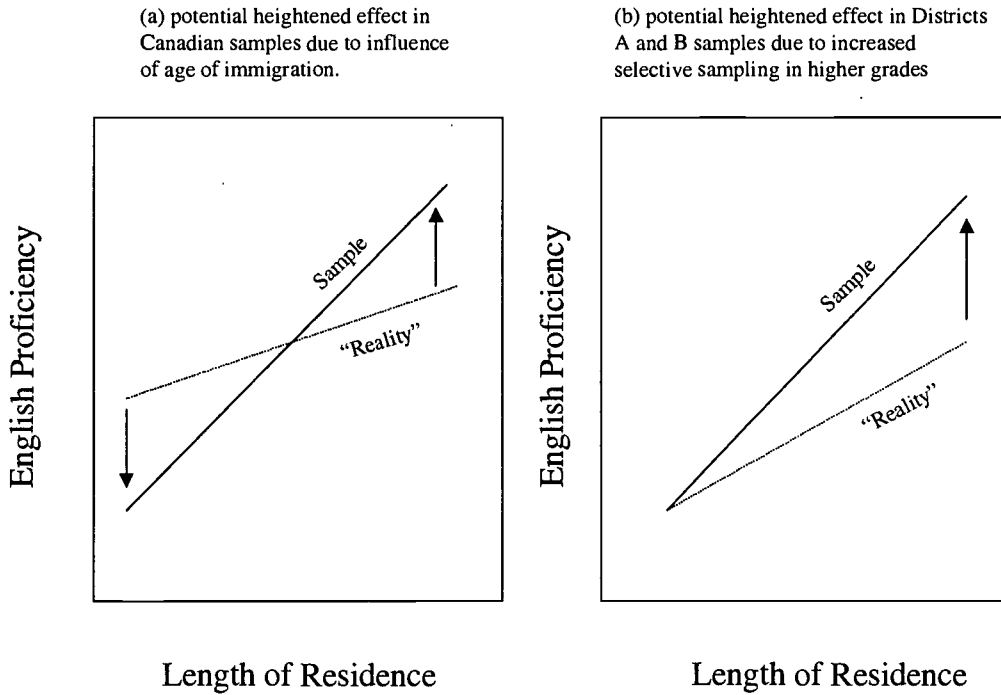 (a) potential heightened effect in
Canadian samples due to influence
of age of immigration.
English Proficiency
Sample
“Reality”
Length of Residence
(b) potential heightened effect in Districts
A and B samples due to increased
selective sampling in higher grades
English Proficiency
Sample
“Reality”
Length of Residence